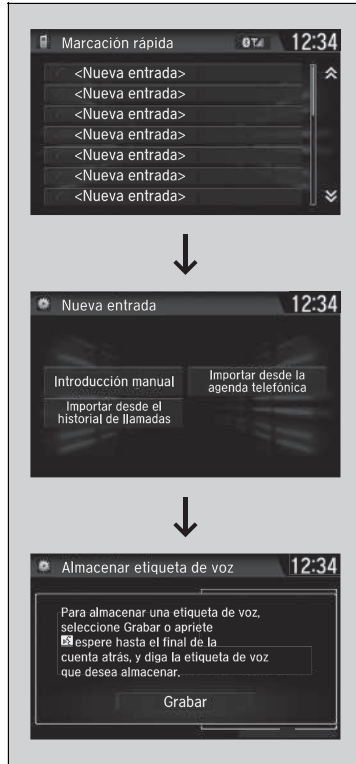 Marcación rápida 12:34
<Nueva entrada>
<Nueva entrada>
<Nueva entrada>
<Nueva entrada>
<Nueva entrada>
<Nueva entrada>
<Nueva entrada>
Nueva entrada 12:34
Introducción manual
Importar desde la
agenda telefónica
Importar desde el
historial de llamadas
Almacenar etiqueta de voz 12:34
Para almacenar una etiqueta de voz,
seleccione Grabar o apriete
espere hasta el final de la
cuenta atrás, y diga la etiqueta de voz
que desea almacenar.
Grabar